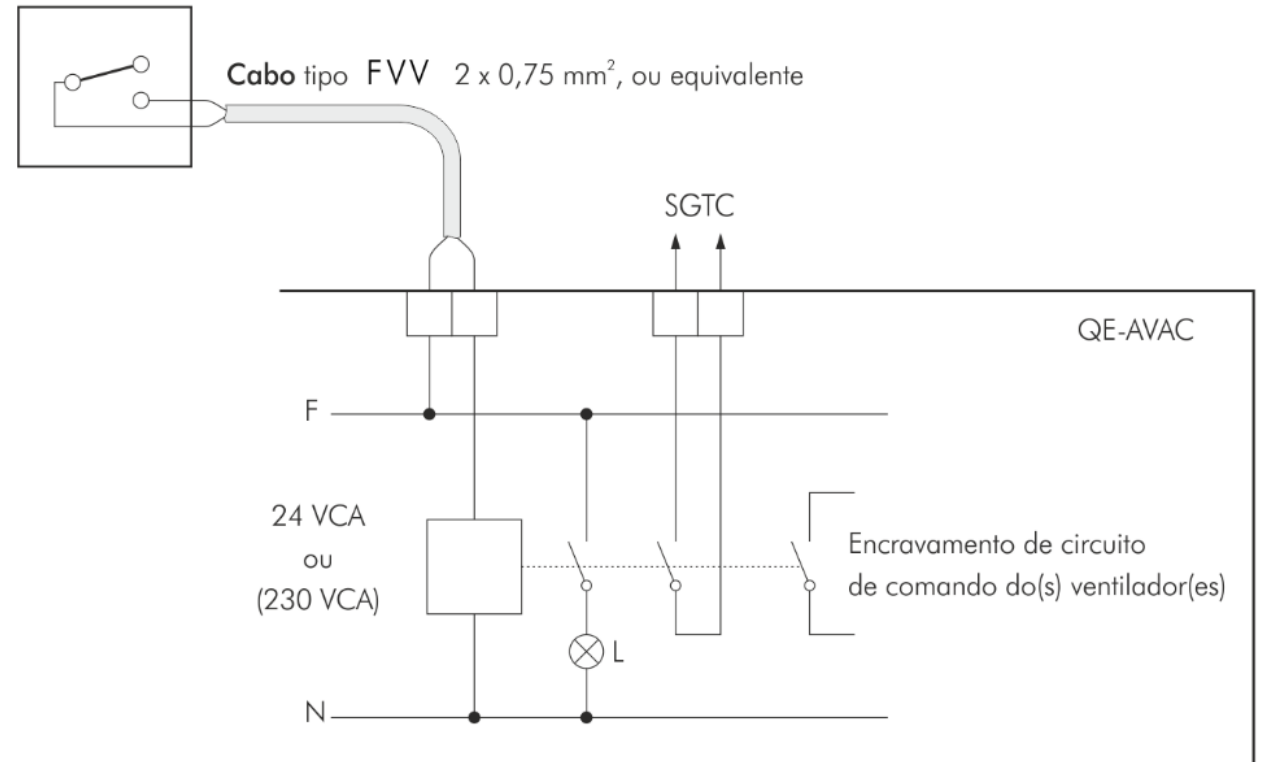 Cabo tipo FVV 2 x 0,75 mm², ou equivalente
SGTC
QE-AVAC
F
24 VCA
ou
(230 VCA)
Encravamento de circuito
de comando do(s) ventilador(es)
L
N